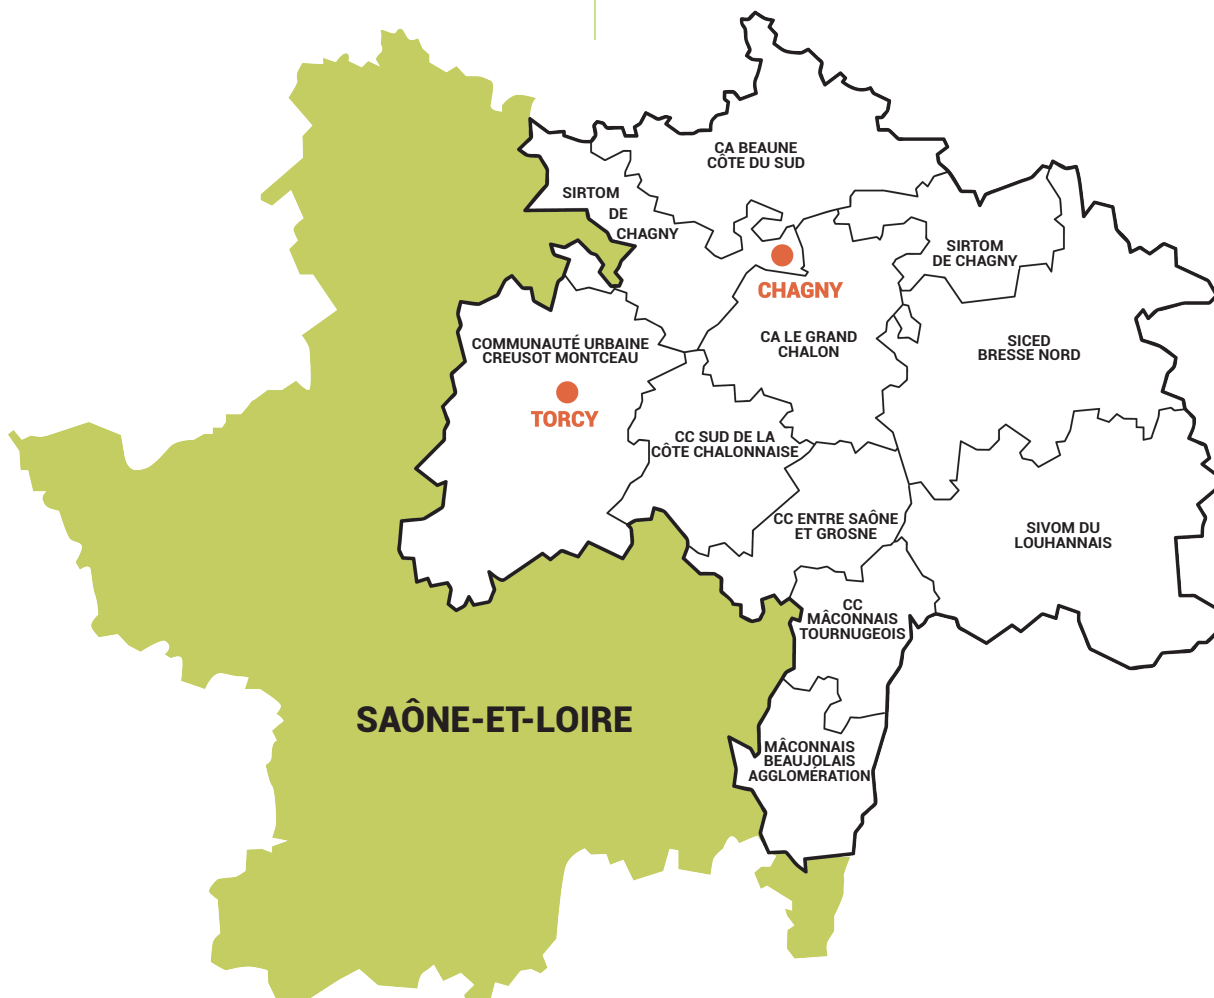 CA BEAUNE
CÔTE DU SUD
SIRTOM
DE
CHAGNY
SIRTOM
DE CHAGNY
CHAGNY
COMMUNAUTÉ URBAINE
CREUSOT MONTCEAU
CA LE GRAND
CHALON
SICED
BRESSE NORD
TORCY
CC SUD DE LA
CÔTE CHALONNAISE
CC ENTRE SAÔNE
ET GROSNE
SIVOM DU
LOUHANNAIS
CC
MÂCONNAIS
TOURNUGEOIS
SAÔNE-ET-LOIRE
MÂCONNAIS
BEAUJOLAIS
AGGLOMÉRATION